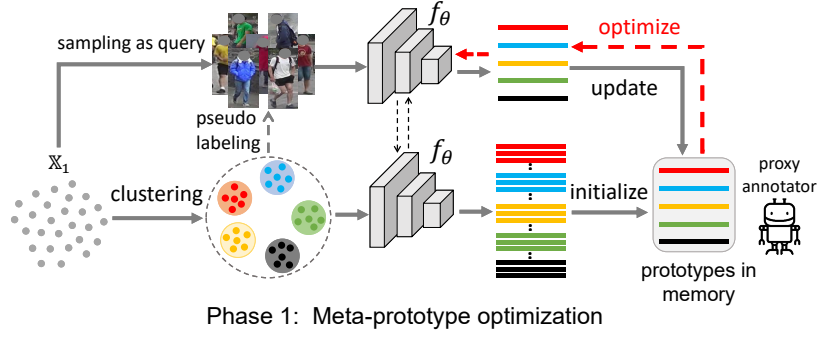 sampling as query
f_θ
optimize
update
pseudo
labeling
𝕏₁
clustering
f_θ
initialize
proxy
annotator
prototypes in
memory
Phase 1: Meta-prototype optimization